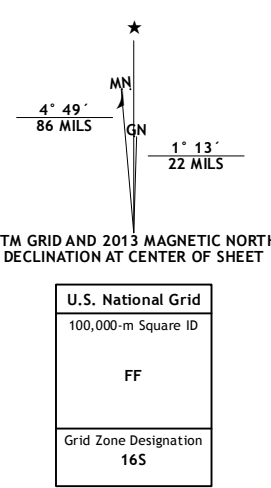 ★
MN
GN
4° 49´
86 MILS
1° 13´
22 MILS
TM GRID AND 2013 MAGNETIC NORTH
DECLINATION AT CENTER OF SHEET
U.S. National Grid
100,000-m Square ID
FF
Grid Zone Designation
16S